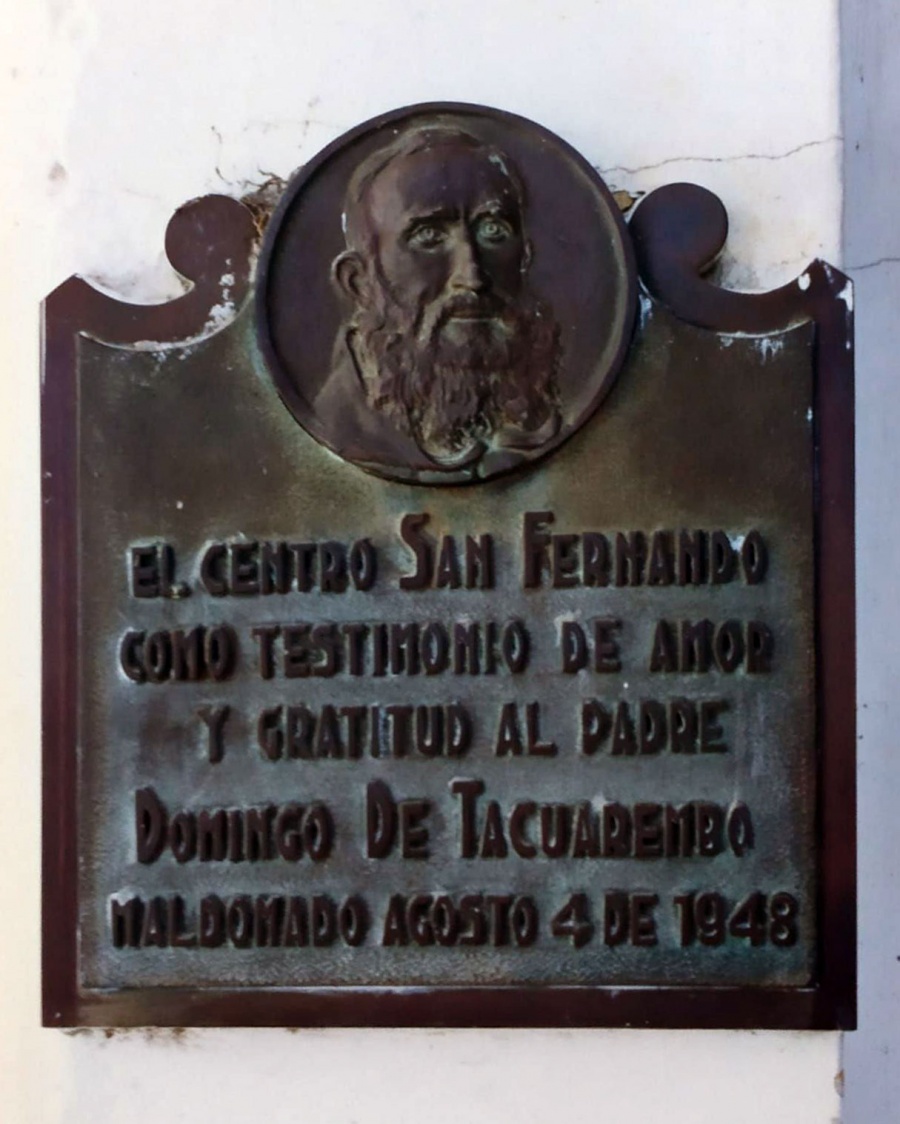 EL CENTRO SAN FERNANDO
COMO TESTIMONIO DE AMOR
Y GRATITUD AL PADRE
DOMINGO DE TACUAREMBO
MALDONADO AGOSTO 4 DE 1948